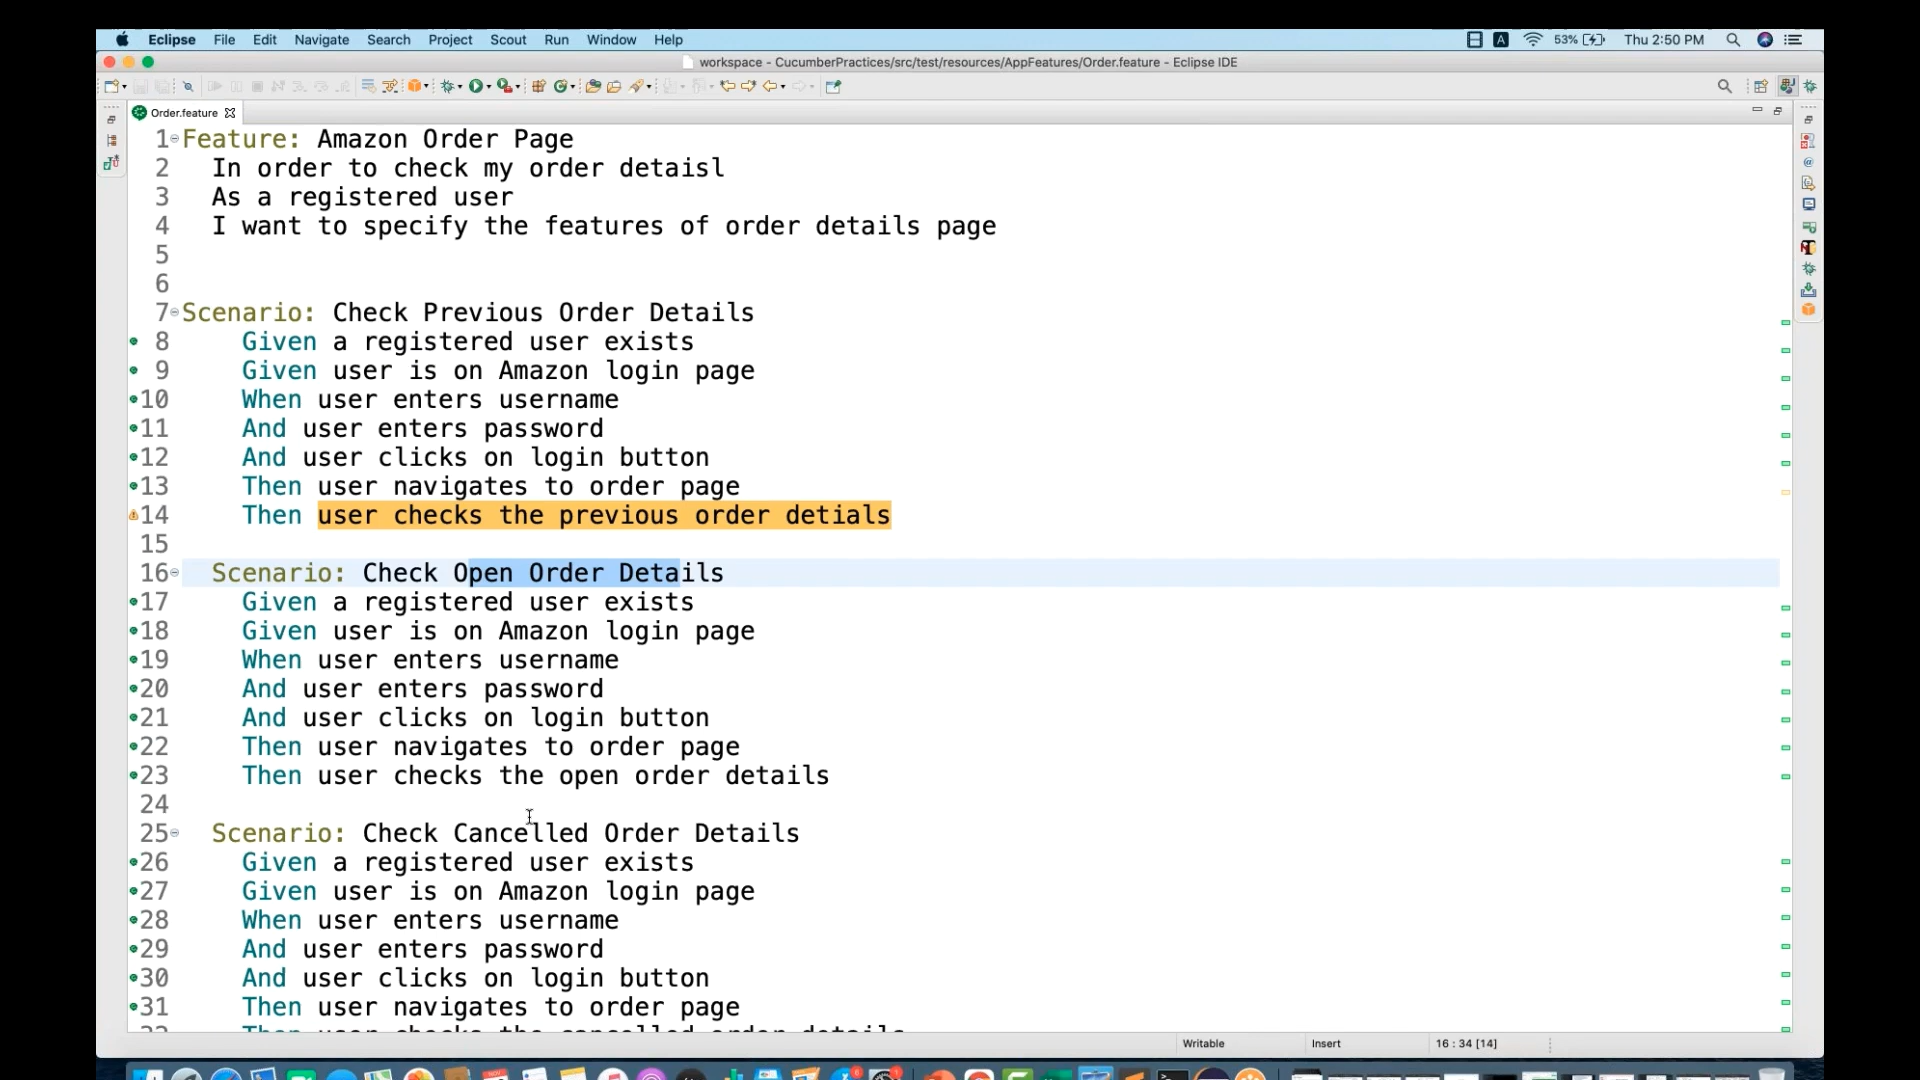 Eclipse File Edit Navigate Search Project Scout Run Window Help A 53% Thu 2:50 PM
workspace - CucumberPractices/src/test/resources/AppFeatures/Order.feature - Eclipse IDE
Order.feature
1 Feature: Amazon Order Page
2 In order to check my order detaisl
3 As a registered user
4 I want to specify the features of order details page
5
6
7 Scenario: Check Previous Order Details
8 Given a registered user exists
9 Given user is on Amazon login page
10 When user enters username
11 And user enters password
12 And user clicks on login button
13 Then user navigates to order page
14 Then user checks the previous order detials
15
16 Scenario: Check Open Order Details
17 Given a registered user exists
18 Given user is on Amazon login page
19 When user enters username
20 And user enters password
21 And user clicks on login button
22 Then user navigates to order page
23 Then user checks the open order details
24
25 Scenario: Check Cancelled Order Details
26 Given a registered user exists
27 Given user is on Amazon login page
28 When user enters username
29 And user enters password
30 And user clicks on login button
31 Then user navigates to order page
32 Then user checks the cancelled order details
Writable Insert 16 : 34 [14]